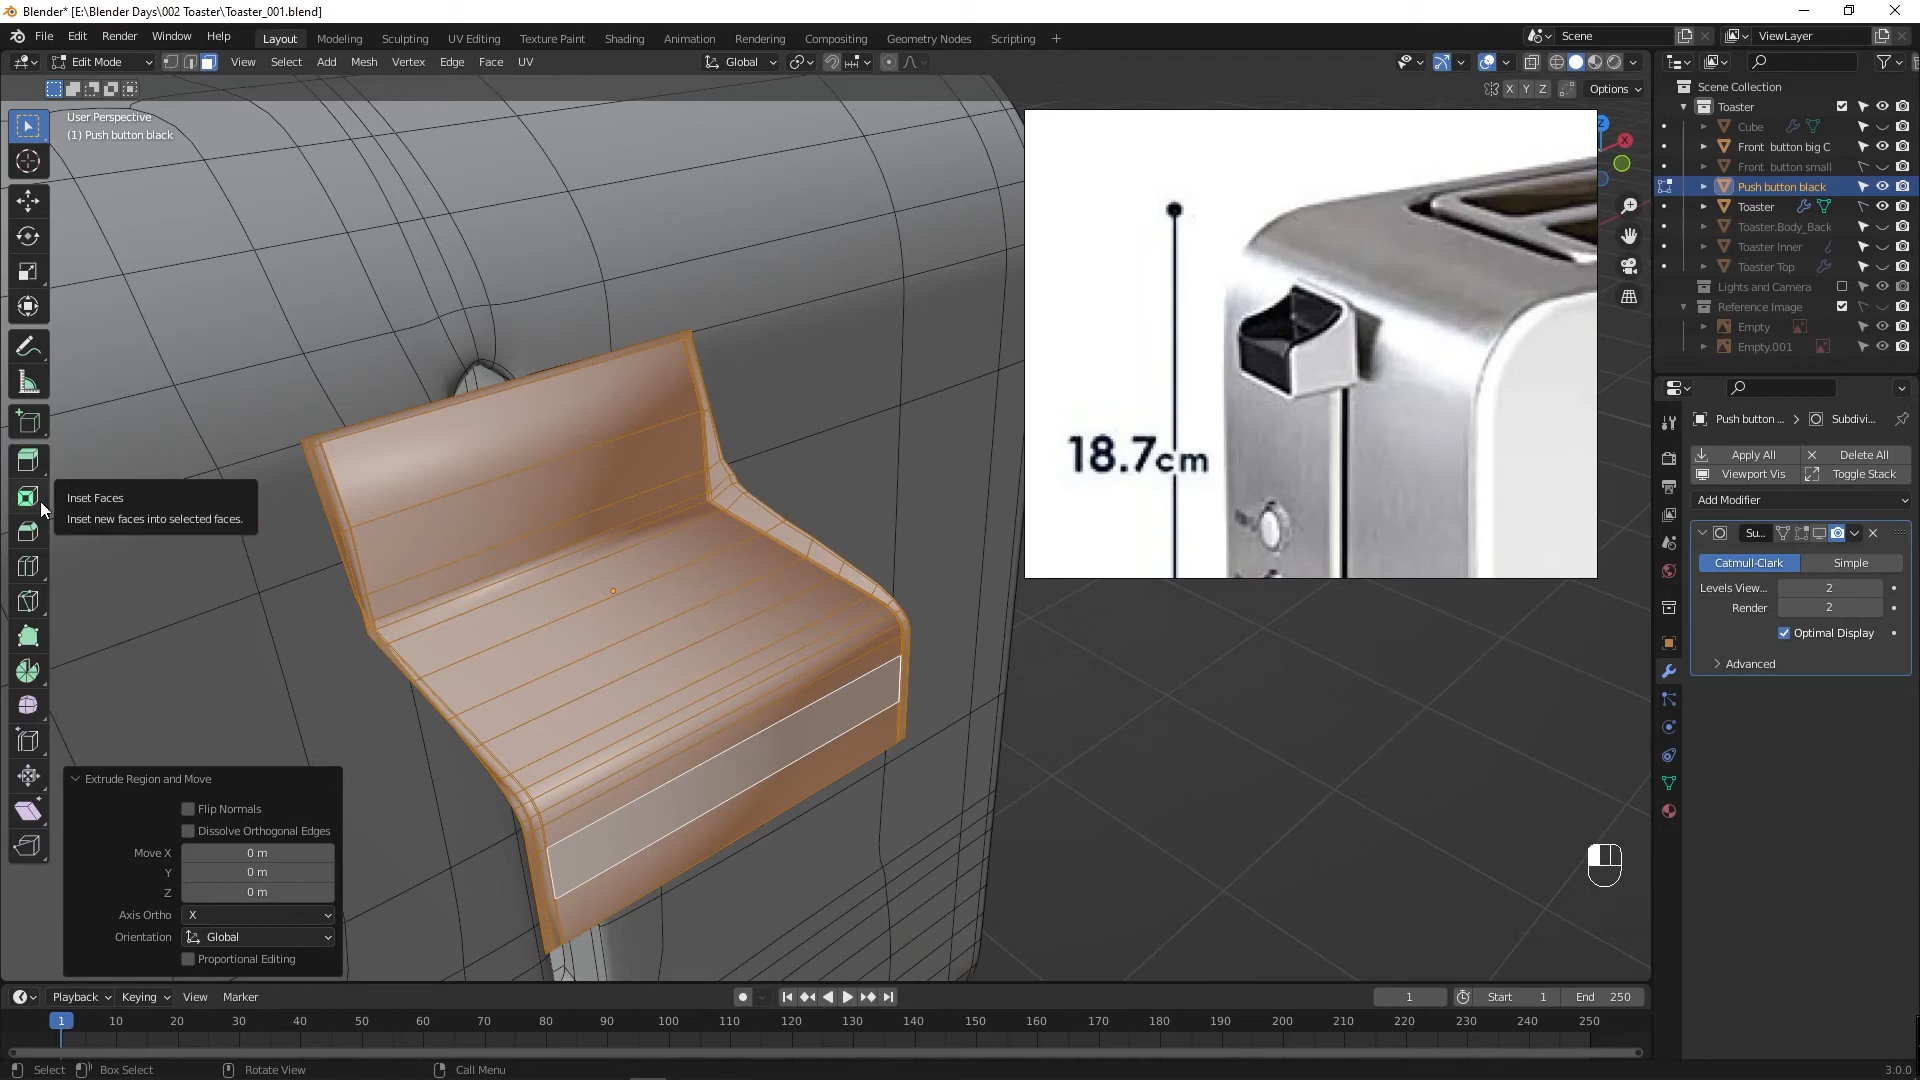 Blender* [E:\Blender Days\002 Toaster\Toaster_001.blend]
File Edit Render Window Help Layout Modeling Sculpting UV Editing Texture Paint Shading Animation Rendering Compositing Geometry Nodes Scripting Scene ViewLayer
Edit Mode View Select Add Mesh Vertex Edge Face UV Global
X Y Z Options
User Perspective
(1) Push button black
Inset Faces
Inset new faces into selected faces.
Extrude Region and Move
Flip Normals
Dissolve Orthogonal Edges
Move X 0 m
Y 0 m
Z 0 m
Axis Ortho X
Orientation Global
Proportional Editing
18.7cm
Z
X
Scene Collection
Toaster
Cube
Front button big C
Front button small
Push button black
Toaster
Toaster.Body_Back
Toaster Inner
Toaster Top
Lights and Camera
Reference Image
Empty
Empty.001
Push button ... Subdivi...
Apply All Delete All
Viewport Vis Toggle Stack
Add Modifier
Su...
Catmull-Clark Simple
Levels View... 2
Render 2
Optimal Display
Advanced
Playback Keying View Marker 1 Start 1 End 250
1 10 20 30 40 50 60 70 80 90 100 110 120 130 140 150 160 170 180 190 200 210 220 230 240 250
Select Box Select Rotate View Call Menu 3.0.0